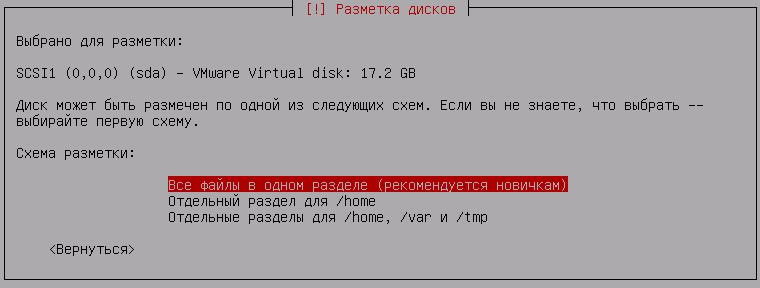 [!] Разметка дисков
Выбрано для разметки:
SCSI1 (0,0,0) (sda) - VMware Virtual disk: 17.2 GB
Диск может быть размечен по одной из следующих схем. Если вы не знаете, что выбрать --
выбирайте первую схему.
Схема разметки:
Все файлы в одном разделе (рекомендуется новичкам)
Отдельный раздел для /home
Отдельные разделы для /home, /var и /tmp
<Вернуться>